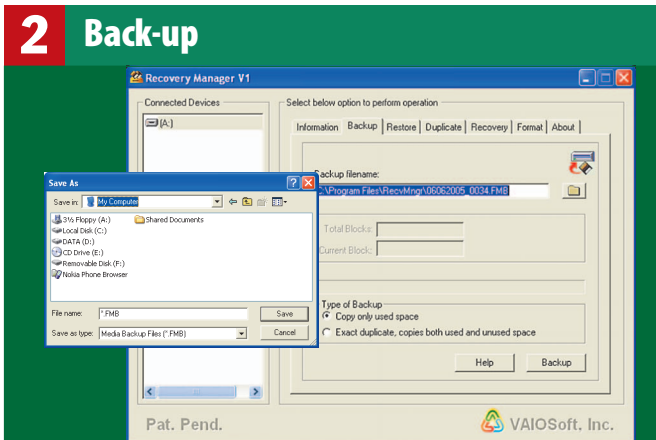 2 Back-up
Recovery Manager V1
Connected Devices
(A:)
Select below option to perform operation
Information Backup Restore Duplicate Recovery Format About
Backup filename:
C:\Program Files\RecvMngr\06062005_0034.FMB
Total Blocks:
Current Block:
Type of Backup
Copy only used space
Exact duplicate, copies both used and unused space
Help Backup
Save As
Save in: My Computer
3½ Floppy (A:) Shared Documents
Local Disk (C:)
DATA (D:)
CD Drive (E:)
Removable Disk (F:)
Nokia Phone Browser
File name: *.FMB Save
Save as type: Media Backup Files (*.FMB) Cancel
Pat. Pend. VAIOSoft. Inc.